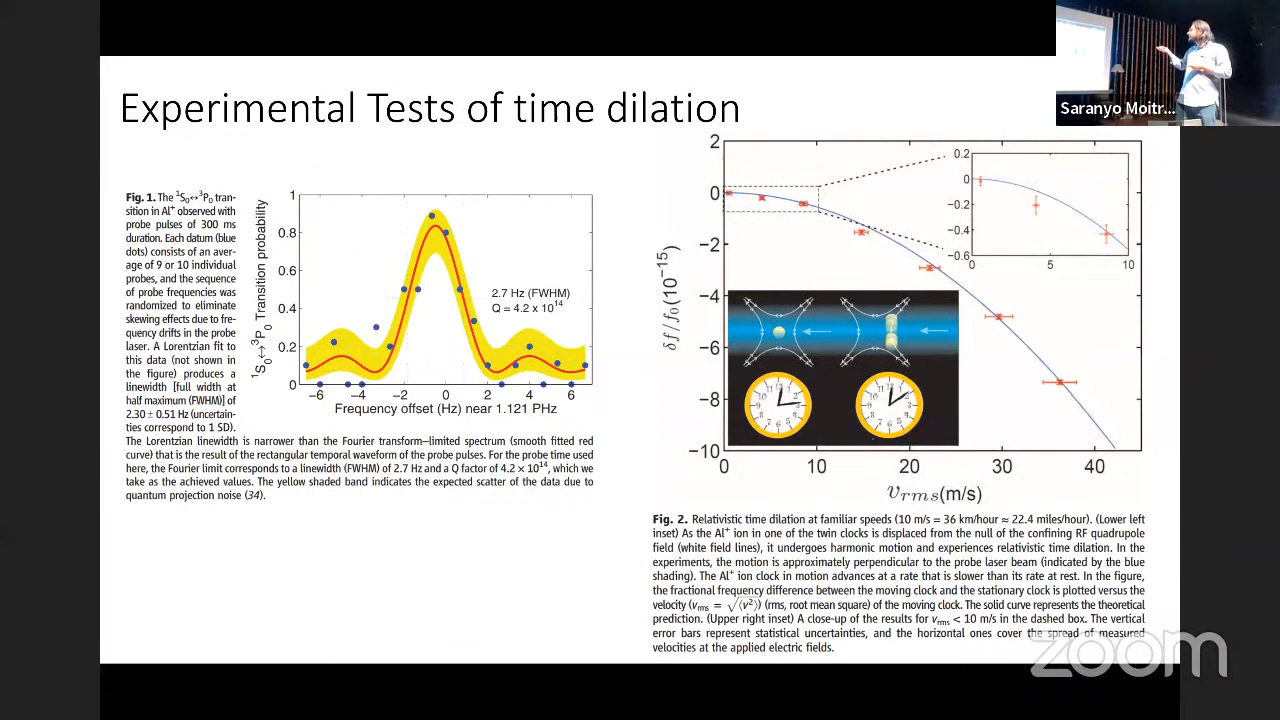 Saranyo Moitr...
Experimental Tests of time dilation
Fig. 1. The ¹S₀↔³P₀ tran-
sition in Al⁺ observed with
probe pulses of 300 ms
duration. Each datum (blue
dots) consists of an aver-
age of 9 or 10 individual
probes, and the sequence
of probe frequencies was
randomized to eliminate
skewing effects due to fre-
quency drifts in the probe
laser. A Lorentzian fit to
this data (not shown in
the figure) produces a
linewidth [full width at
half maximum (FWHM)] of
2.30 ± 0.51 Hz (uncertain-
ties correspond to 1 SD).
The Lorentzian linewidth is narrower than the Fourier transform–limited spectrum (smooth fitted red
curve) that is the result of the rectangular temporal waveform of the probe pulses. For the probe time used
here, the Fourier limit corresponds to a linewidth (FWHM) of 2.7 Hz and a Q factor of 4.2 × 10¹⁴, which we
take as the achieved values. The yellow shaded band indicates the expected scatter of the data due to
quantum projection noise (34).
¹S₀↔³P₀ Transition probability
1
0.8
0.6
0.4
0.2
0
2.7 Hz (FWHM)
Q = 4.2 x 10¹⁴
−6 −4 −2 0 2 4 6
Frequency offset (Hz) near 1.121 PHz
δf/f₀(10⁻¹⁵)
2
0
−2
−4
−6
−8
−10
0 10 20 30 40
vrms(m/s)
0.2
0
−0.2
−0.4
−0.6
0 5 10
Fig. 2. Relativistic time dilation at familiar speeds (10 m/s = 36 km/hour ≈ 22.4 miles/hour). (Lower left
inset) As the Al⁺ ion in one of the twin clocks is displaced from the null of the confining RF quadrupole
field (white field lines), it undergoes harmonic motion and experiences relativistic time dilation. In the
experiments, the motion is approximately perpendicular to the probe laser beam (indicated by the blue
shading). The Al⁺ ion clock in motion advances at a rate that is slower than its rate at rest. In the figure,
the fractional frequency difference between the moving clock and the stationary clock is plotted versus the
velocity (vrms = √⟨v²⟩) (rms, root mean square) of the moving clock. The solid curve represents the theoretical
prediction. (Upper right inset) A close-up of the results for vrms < 10 m/s in the dashed box. The vertical
error bars represent statistical uncertainties, and the horizontal ones cover the spread of measured
velocities at the applied electric fields.
zoom